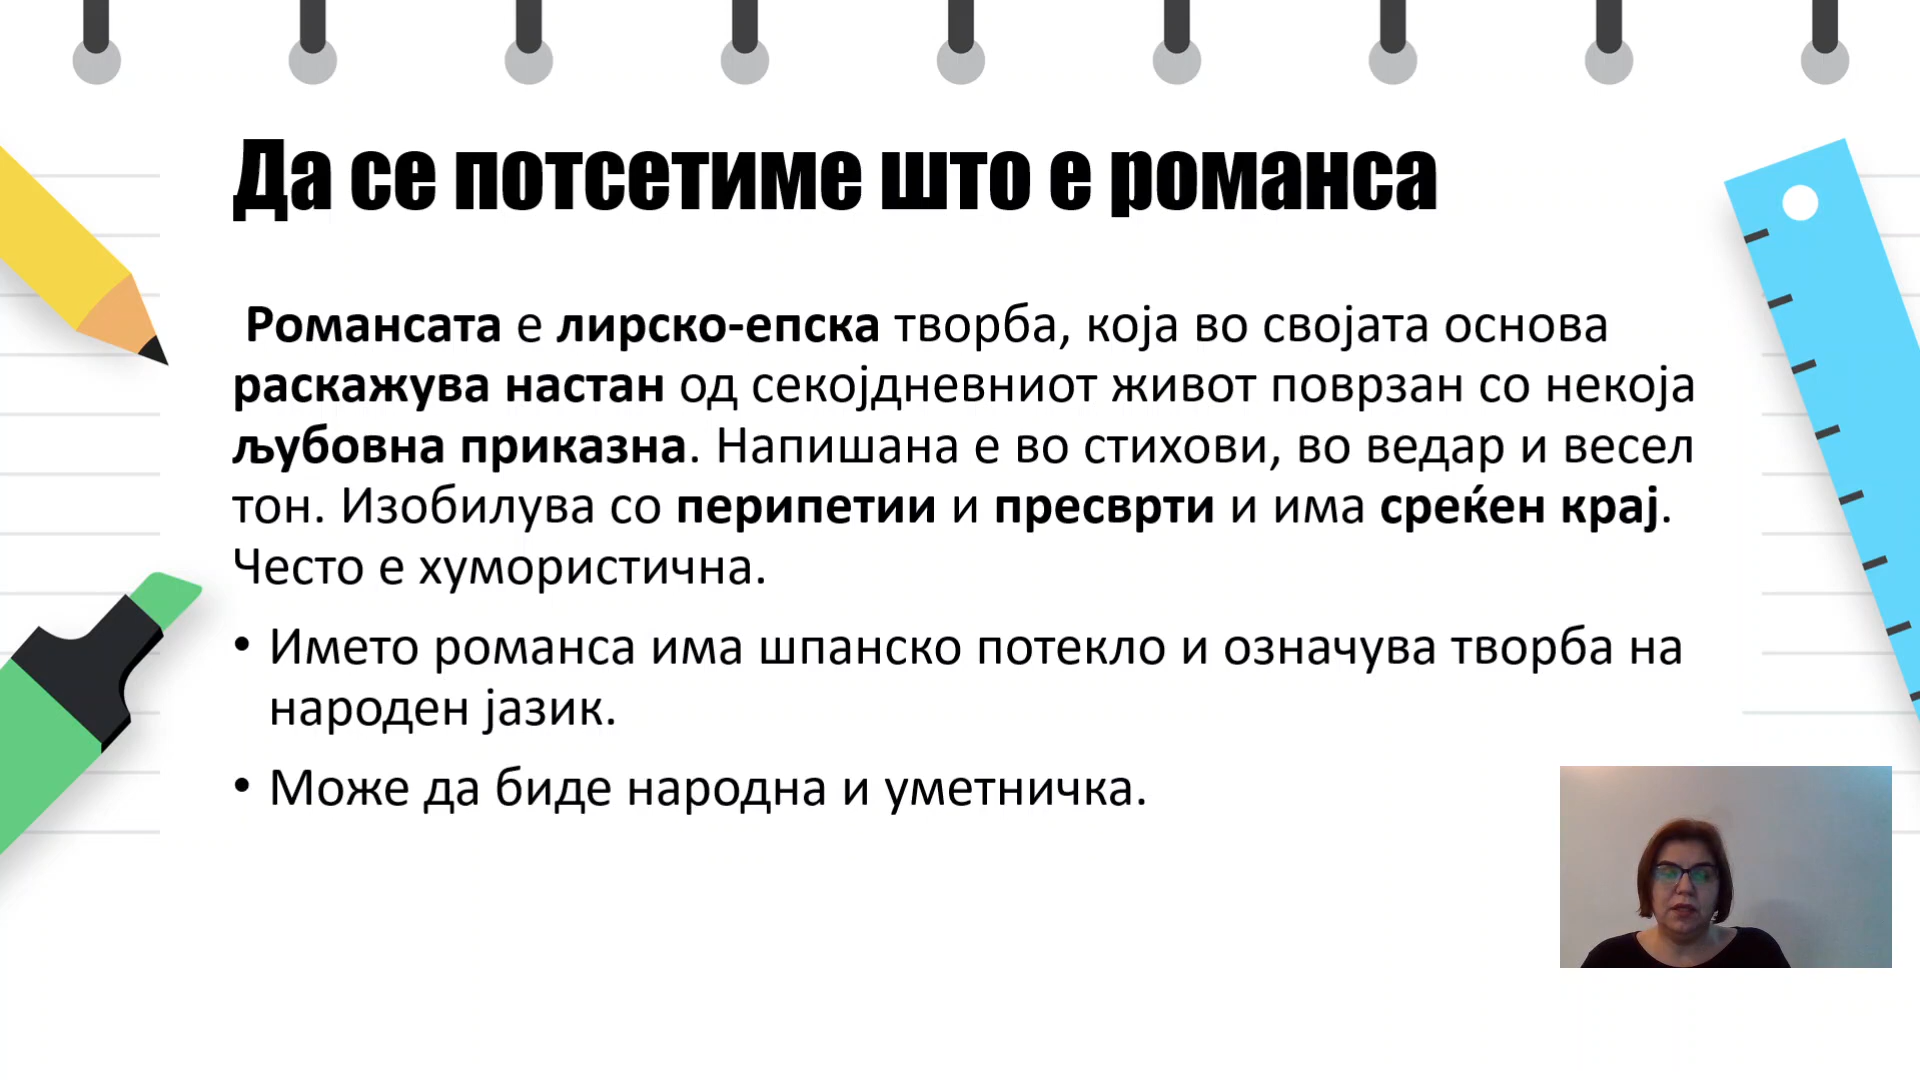 Да се потсетиме што е романса
Романсата е лирско-епска творба, која во својата основа
раскажува настан од секојдневниот живот поврзан со некоја
љубовна приказна. Напишана е во стихови, во ведар и весел
тон. Изобилува со перипетии и пресврти и има среќен крај.
Често е хумористична.
• Името романса има шпанско потекло и означува творба на
народен јазик.
• Може да биде народна и уметничка.